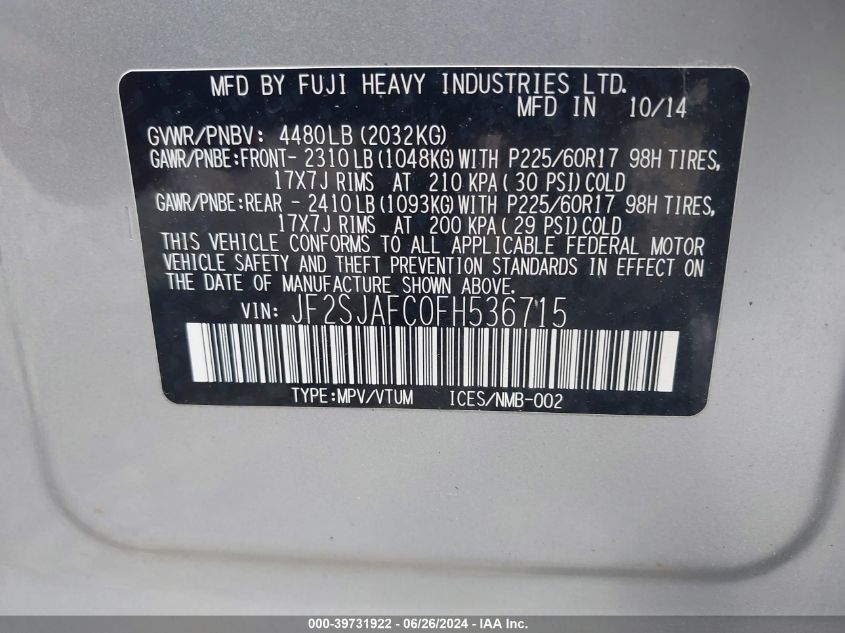 MFD BY FUJI HEAVY INDUSTRIES LTD.
MFD IN 10/14
GVWR/PNBV: 4480LB(2032KG)
GAWR/PNBE:FRONT- 2310LB(1048KG)WITH P225/60R17 98H TIRES,
17X7J RIMS AT 210 KPA( 30 PSI)COLD
GAWR/PNBE:REAR - 2410LB(1093KG)WITH P225/60R17 98H TIRES,
17X7J RIMS AT 200 KPA( 29 PSI)COLD
THIS VEHICLE CONFORMS TO ALL APPLICABLE FEDERAL MOTOR
VEHICLE SAFETY AND THEFT PREVENTION STANDARDS IN EFFECT ON
THE DATE OF MANUFACTURE SHOWN ABOVE.
VIN: JF2SJAFC0FH536715
TYPE:MPV/VTUM ICES/NMB-002
000-39731922 - 06/26/2024 - IAA Inc.